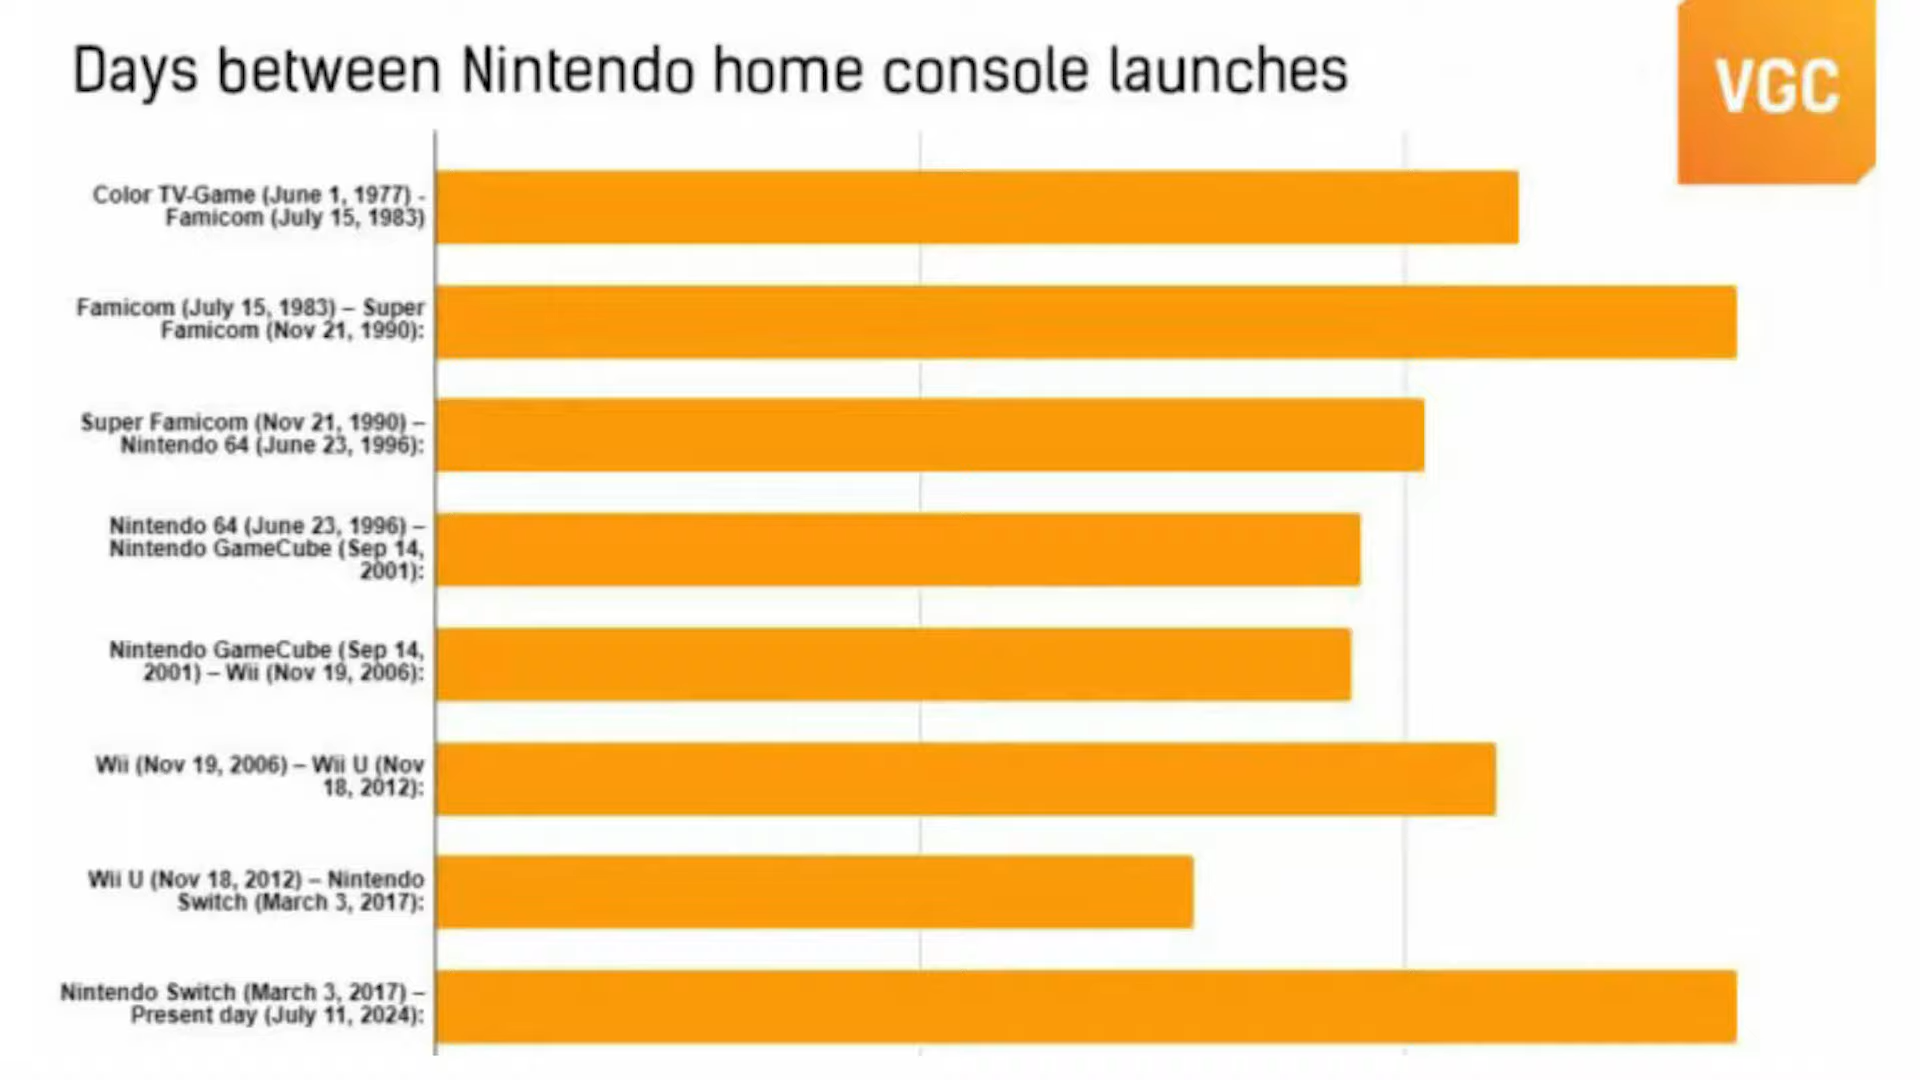 Days between Nintendo home console launches
VGC
Color TV-Game (June 1, 1977) -
Famicom (July 15, 1983)
Famicom (July 15, 1983) – Super
Famicom (Nov 21, 1990):
Super Famicom (Nov 21, 1990) –
Nintendo 64 (June 23, 1996):
Nintendo 64 (June 23, 1996) –
Nintendo GameCube (Sep 14,
2001):
Nintendo GameCube (Sep 14,
2001) – Wii (Nov 19, 2006):
Wii (Nov 19, 2006) – Wii U (Nov
18, 2012):
Wii U (Nov 18, 2012) – Nintendo
Switch (March 3, 2017):
Nintendo Switch (March 3, 2017) –
Present day (July 11, 2024):